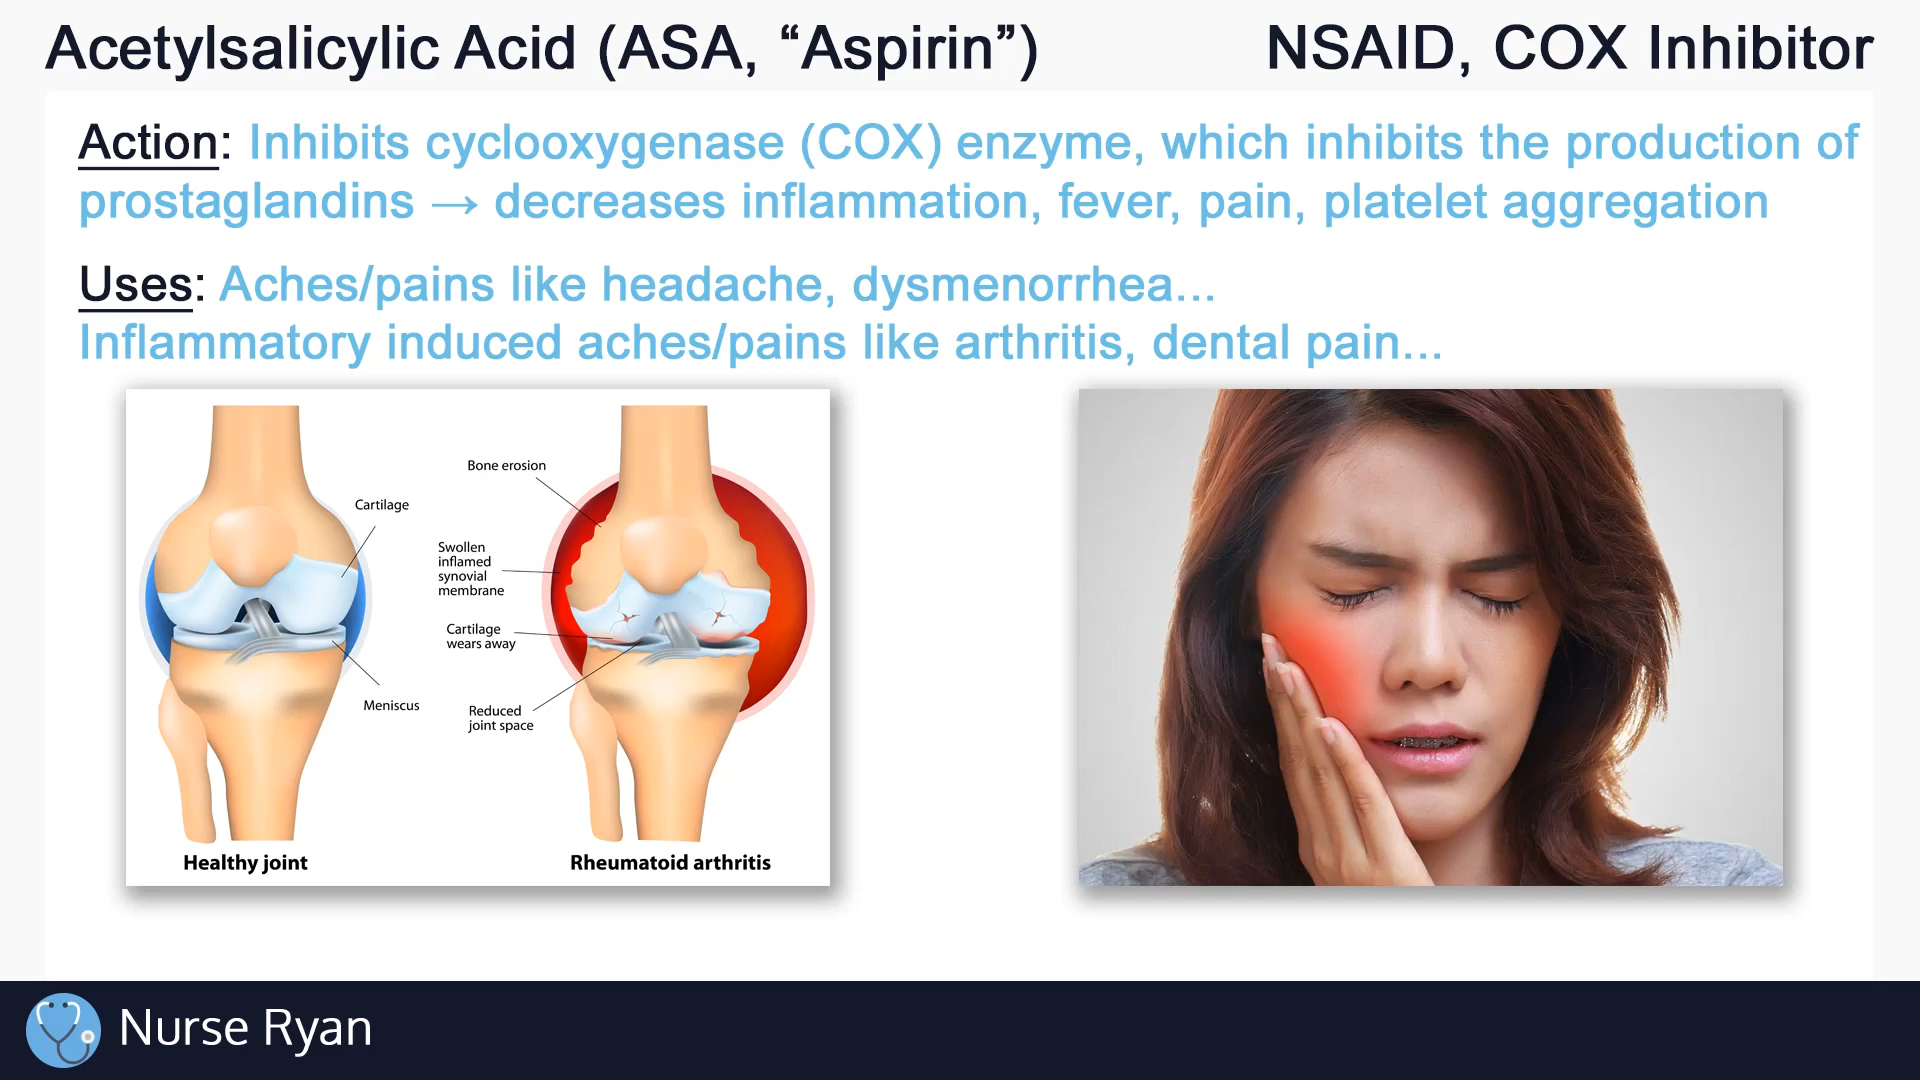 Acetylsalicylic Acid (ASA, “Aspirin”)
NSAID, COX Inhibitor
Action: Inhibits cyclooxygenase (COX) enzyme, which inhibits the production of
prostaglandins → decreases inflammation, fever, pain, platelet aggregation
Uses: Aches/pains like headache, dysmenorrhea...
Inflammatory induced aches/pains like arthritis, dental pain...
Cartilage
Meniscus
Healthy joint
Bone erosion
Swollen
inflamed
synovial
membrane
Cartilage
wears away
Reduced
joint space
Rheumatoid arthritis
Nurse Ryan